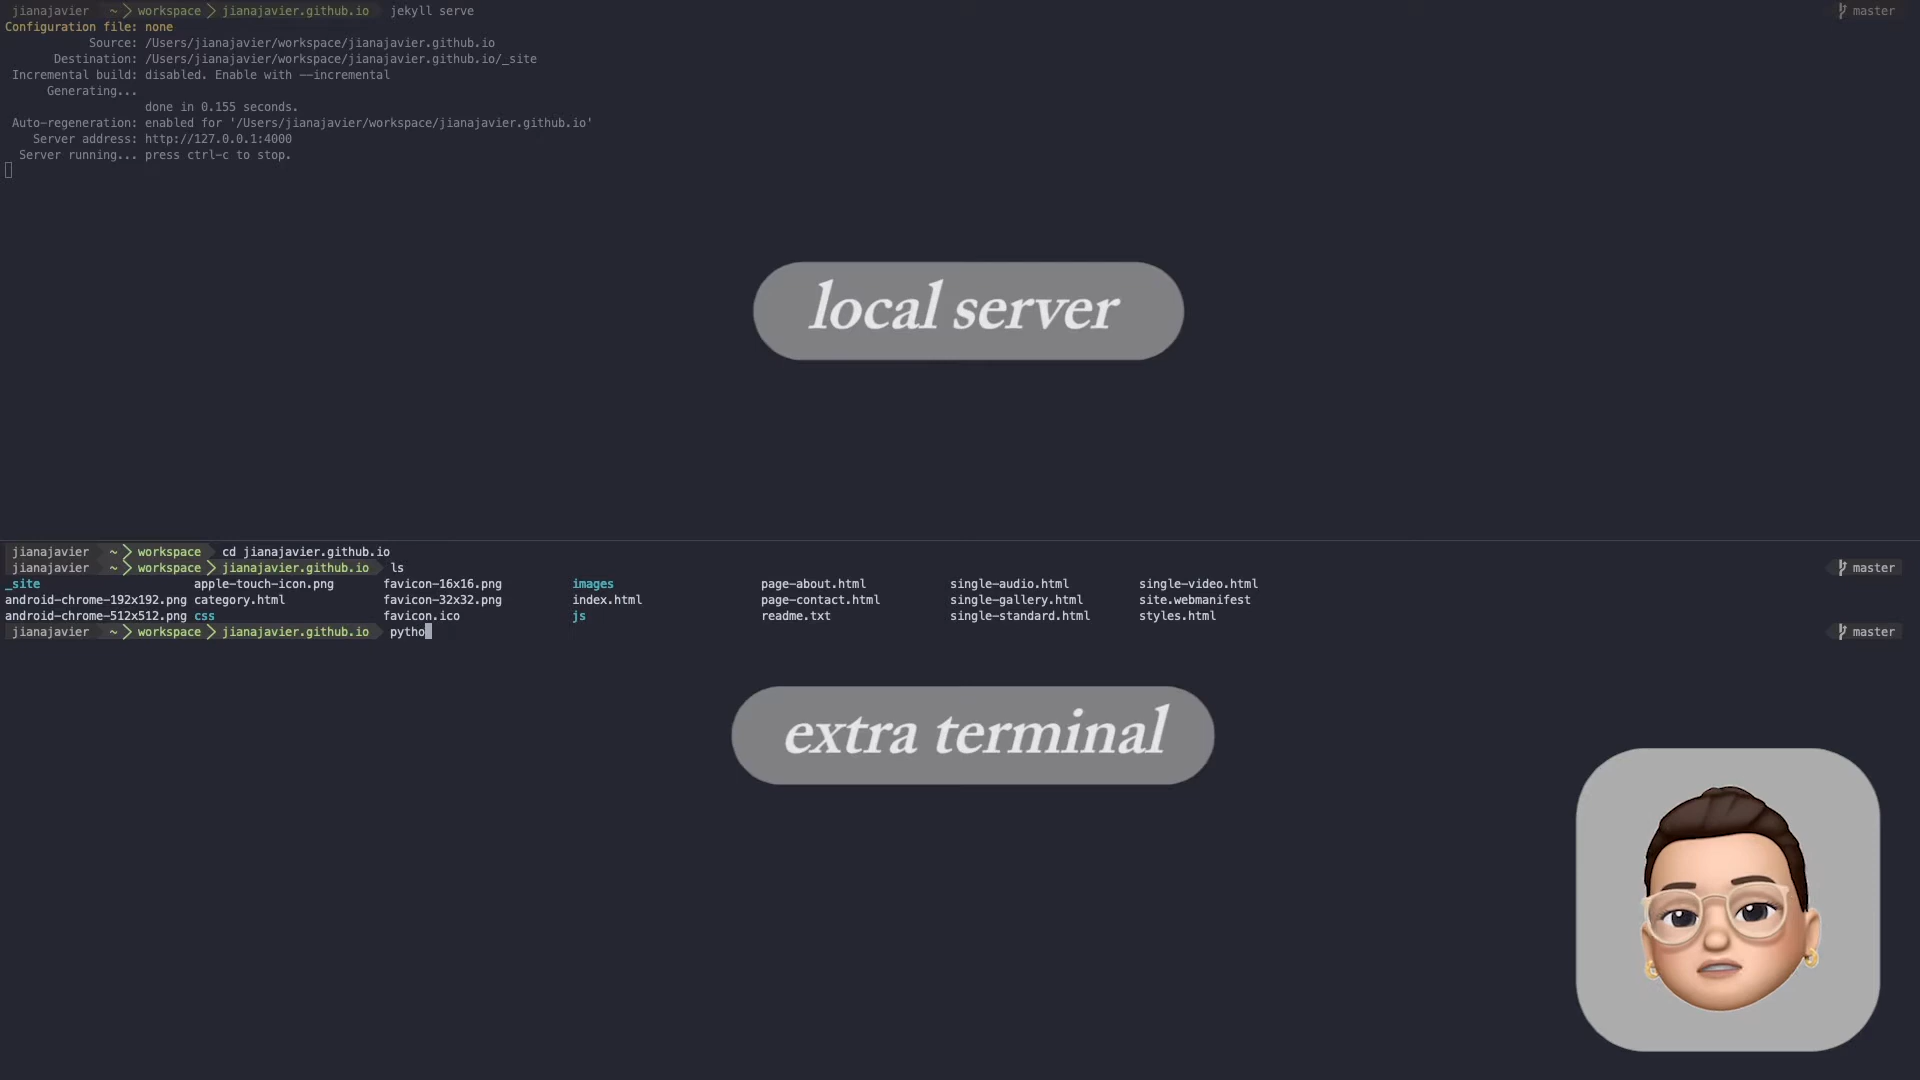 jianajavier ~ workspace jianajavier.github.io jekyll serve master
Configuration file: none
Source: /Users/jianajavier/workspace/jianajavier.github.io
Destination: /Users/jianajavier/workspace/jianajavier.github.io/_site
Incremental build: disabled. Enable with --incremental
Generating...
done in 0.155 seconds.
Auto-regeneration: enabled for '/Users/jianajavier/workspace/jianajavier.github.io'
Server address: http://127.0.0.1:4000
Server running... press ctrl-c to stop.
local server
jianajavier ~ workspace cd jianajavier.github.io
jianajavier ~ workspace jianajavier.github.io ls master
_site apple-touch-icon.png favicon-16x16.png images page-about.html single-audio.html single-video.html
android-chrome-192x192.png category.html favicon-32x32.png index.html page-contact.html single-gallery.html site.webmanifest
android-chrome-512x512.png css favicon.ico js readme.txt single-standard.html styles.html
jianajavier ~ workspace jianajavier.github.io pytho master
extra terminal